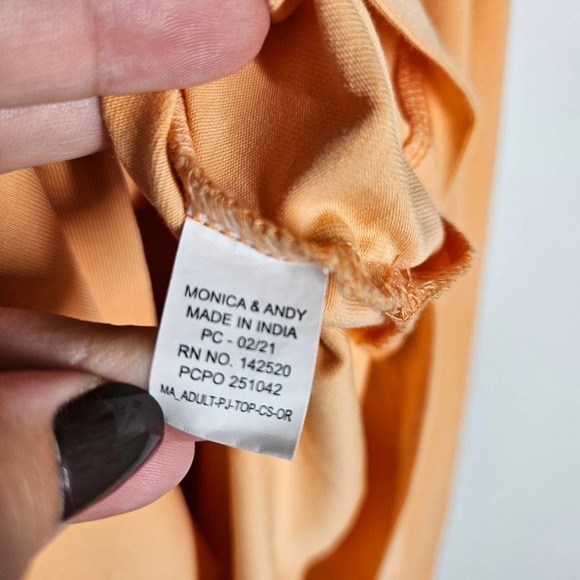 MONICA & ANDY
MADE IN INDIA
PC - 02/21
RN NO. 142520
PCPO 251042
MA_ADULT-PJ-TOP-CS-OR